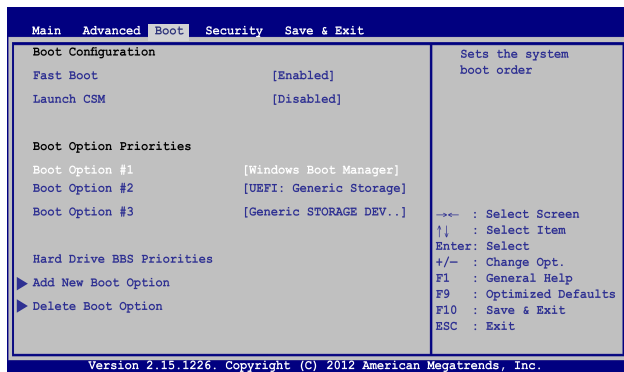 Main Advanced Boot Security Save & Exit
Boot Configuration
Fast Boot [Enabled]
Launch CSM [Disabled]
Boot Option Priorities
Boot Option #1 [Windows Boot Manager]
Boot Option #2 [UEFI: Generic Storage]
Boot Option #3 [Generic STORAGE DEV..]
Hard Drive BBS Priorities
Add New Boot Option
Delete Boot Option
Sets the system
boot order
→← : Select Screen
↑↓ : Select Item
Enter: Select
+/— : Change Opt.
F1 : General Help
F9 : Optimized Defaults
F10 : Save & Exit
ESC : Exit
Version 2.15.1226. Copyright (C) 2012 American Megatrends, Inc.